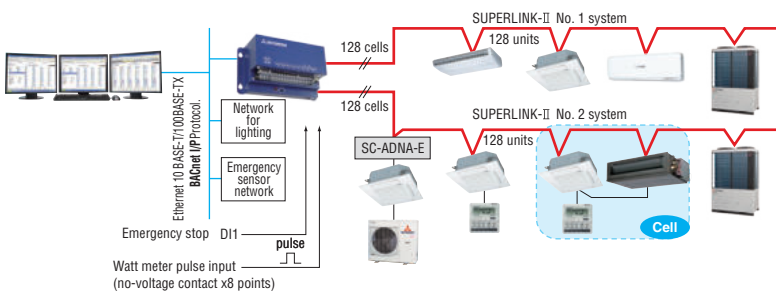 SUPERLINK-Ⅱ No. 1 system
128 cells
128 units
128 cells
SUPERLINK-Ⅱ No. 2 system
128 units
SC-ADNA-E
Ethernet 10 BASE-T/100BASE-TX
BACnet I/P Protocol.
Network
for
lighting
Emergency
sensor
network
Cell
Emergency stop DI1
pulse
Watt meter pulse input
(no-voltage contact x8 points)